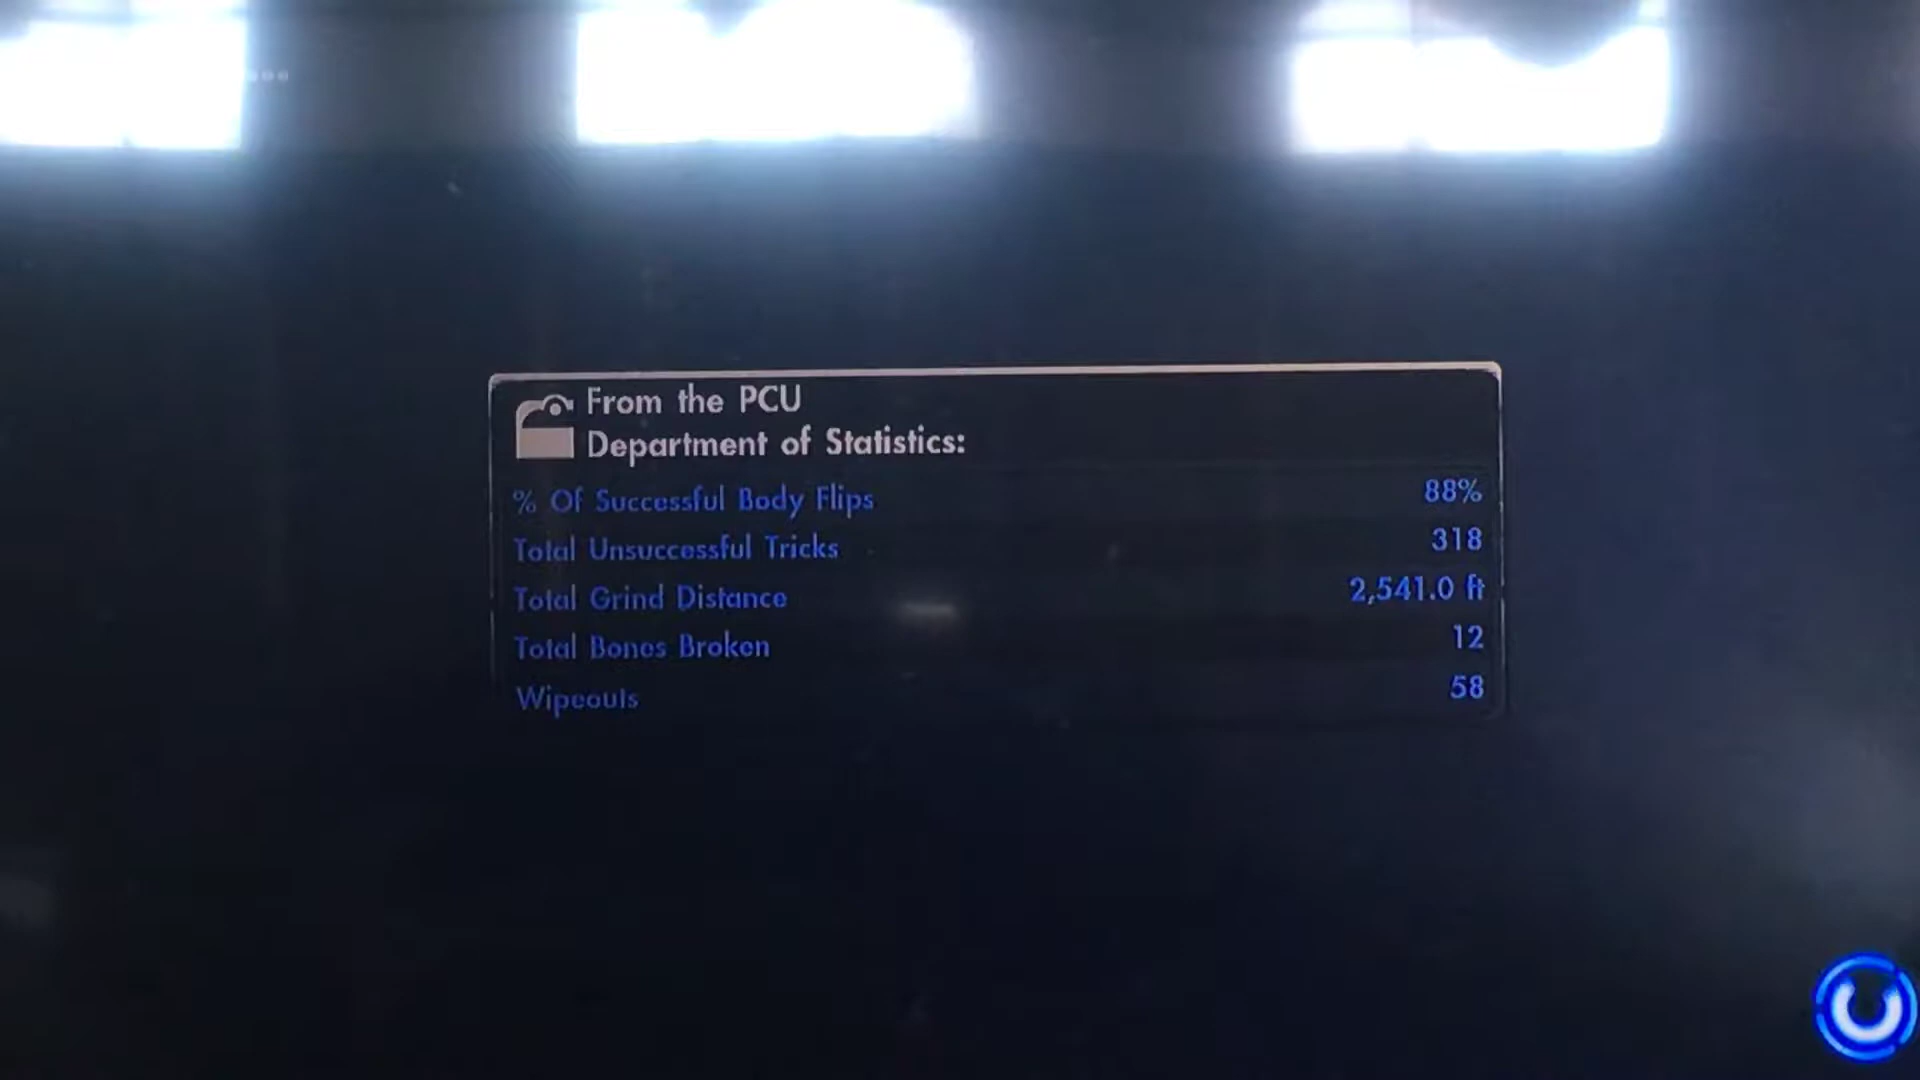 From the PCU
Department of Statistics:
% Of Successful Body Flips 88%
Total Unsuccessful Tricks 318
Total Grind Distance 2,541.0 ft
Total Bones Broken 12
Wipeouts 58